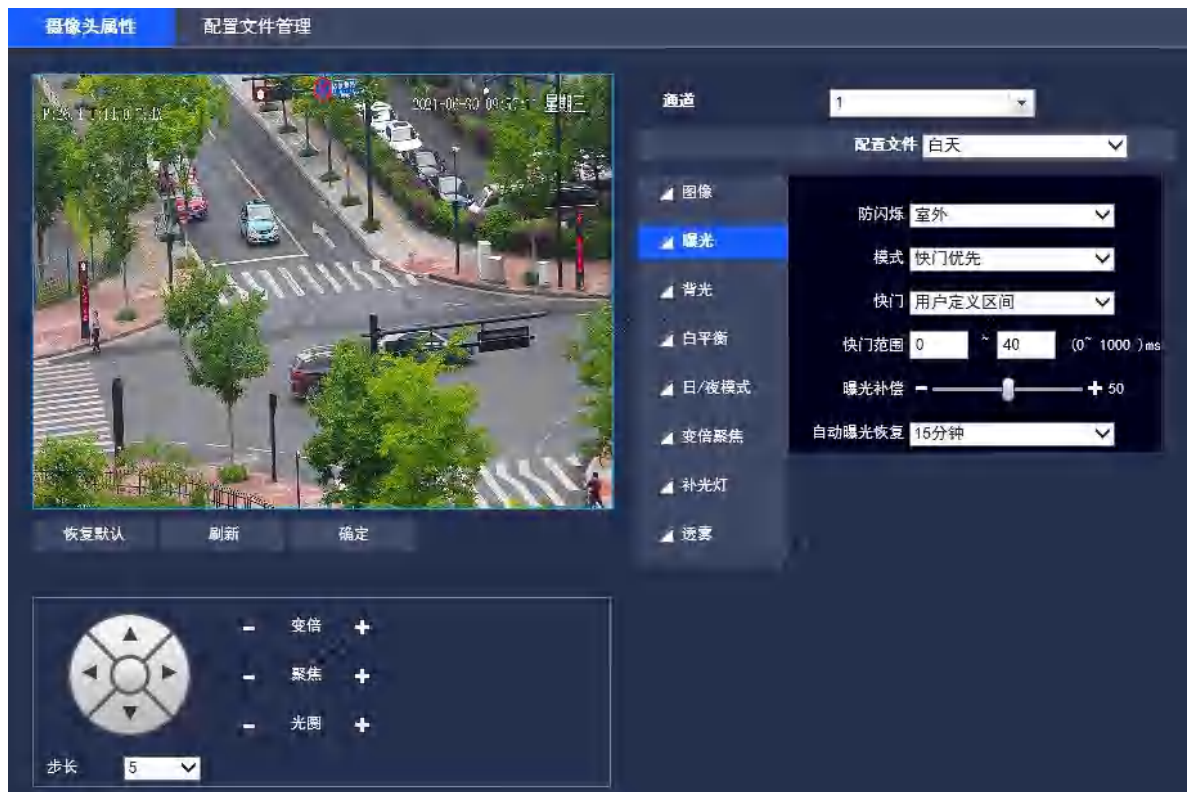 摄像头属性 配置文件管理
星期三
通道 1
配置文件 白天
图像
曝光
背光
白平衡
日/夜模式
变倍聚焦
补光灯
透雾
防闪烁 室外
模式 快门优先
快门 用户定义区间
快门范围 0 ~ 40 (0~ 1000 )ms
曝光补偿 - + 50
自动曝光恢复 15分钟
恢复默认 刷新 确定
- 变倍 +
- 聚焦 +
- 光圈 +
步长 5